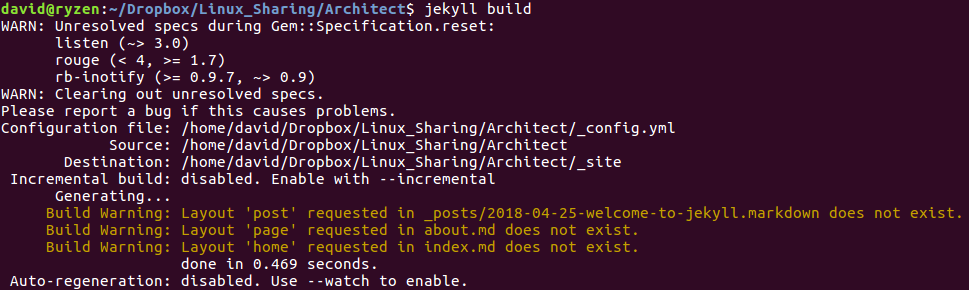 david@ryzen:~/Dropbox/Linux_Sharing/Architect$ jekyll build
WARN: Unresolved specs during Gem::Specification.reset:
listen (~> 3.0)
rouge (< 4, >= 1.7)
rb-inotify (>= 0.9.7, ~> 0.9)
WARN: Clearing out unresolved specs.
Please report a bug if this causes problems.
Configuration file: /home/david/Dropbox/Linux_Sharing/Architect/_config.yml
Source: /home/david/Dropbox/Linux_Sharing/Architect
Destination: /home/david/Dropbox/Linux_Sharing/Architect/_site
Incremental build: disabled. Enable with --incremental
Generating...
Build Warning: Layout 'post' requested in _posts/2018-04-25-welcome-to-jekyll.markdown does not exist.
Build Warning: Layout 'page' requested in about.md does not exist.
Build Warning: Layout 'home' requested in index.md does not exist.
done in 0.469 seconds.
Auto-regeneration: disabled. Use --watch to enable.